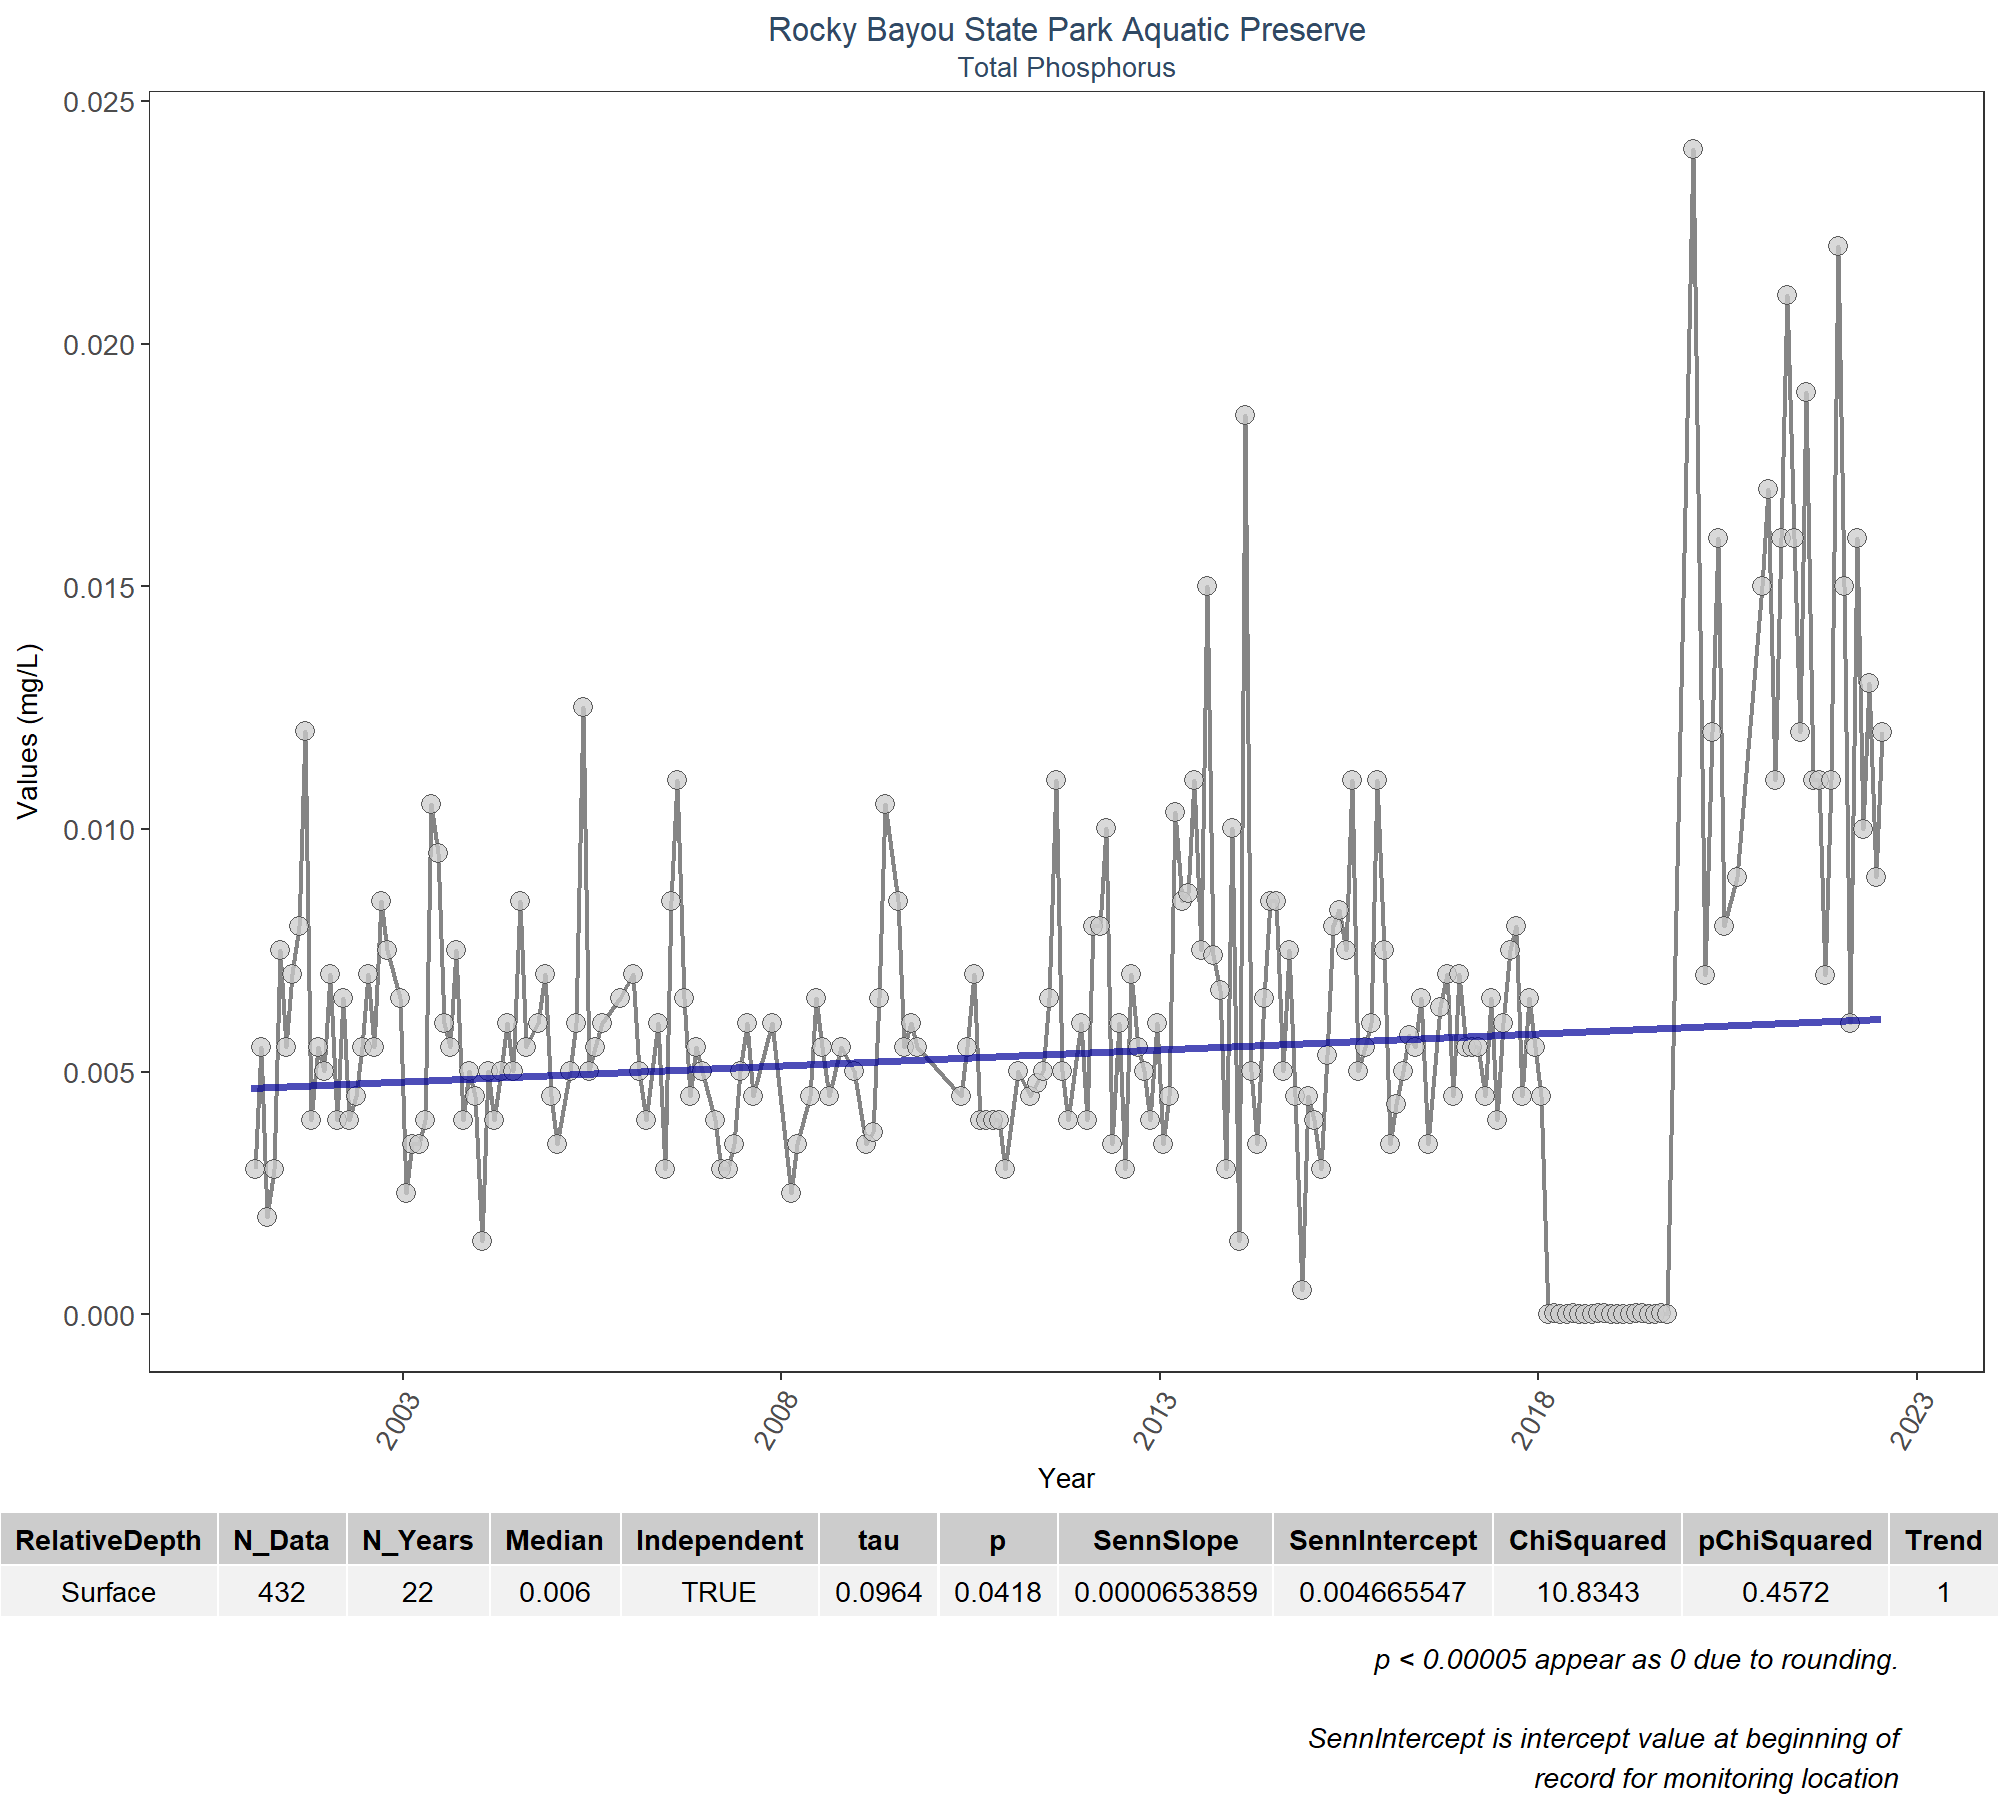 Rocky Bayou State Park Aquatic Preserve
Total Phosphorus
0.025
0.020
0.015
0.010
0.005
0.000
Values (mg/L)
2003 2008 2013 2018 2023
Year
RelativeDepth N_Data N_Years Median Independent tau p SennSlope SennIntercept ChiSquared pChiSquared Trend
Surface 432 22 0.006 TRUE 0.0964 0.0418 0.0000653859 0.004665547 10.8343 0.4572 1
p < 0.00005 appear as 0 due to rounding.
SennIntercept is intercept value at beginning of
record for monitoring location